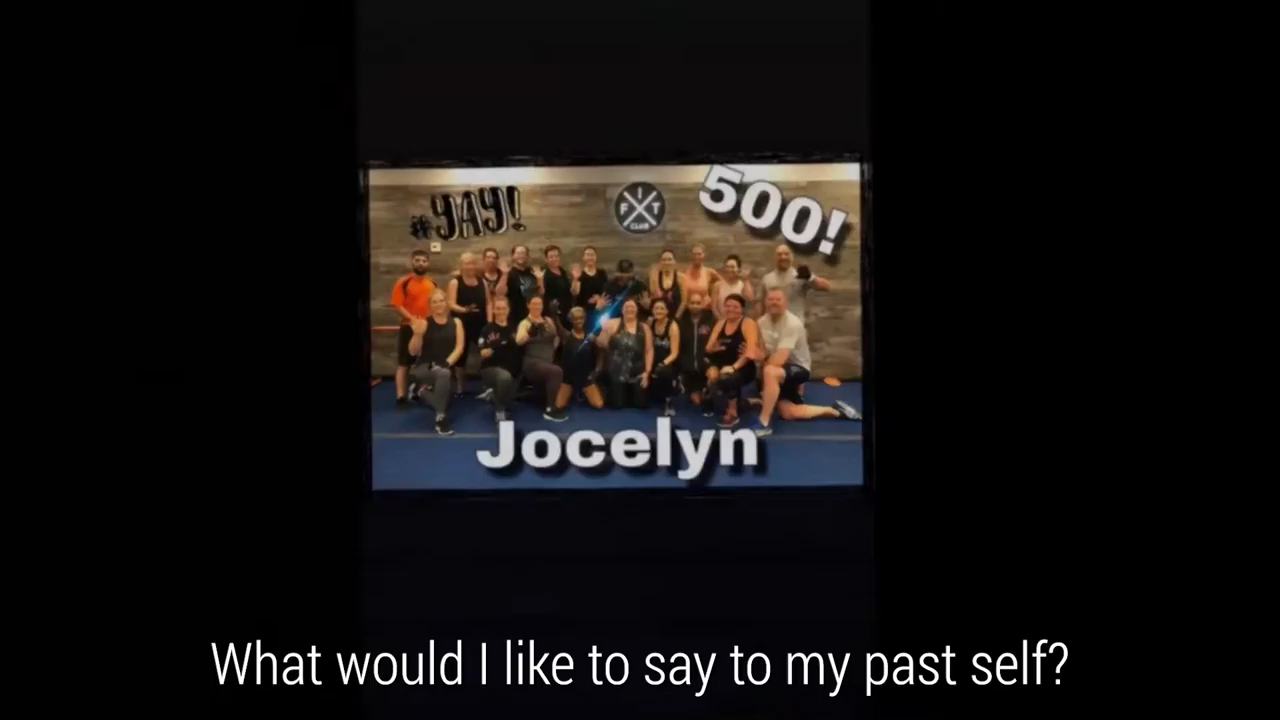 #YAY!
FIT
CLUB
500!
Jocelyn
What would I like to say to my past self?